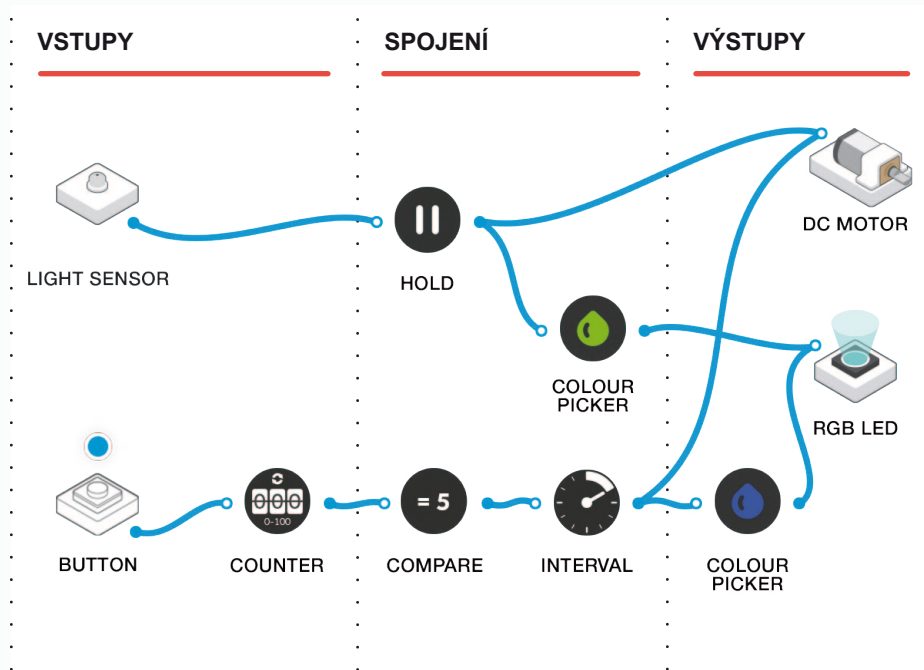 VSTUPY
SPOJENÍ
VÝSTUPY
LIGHT SENSOR
HOLD
DC MOTOR
COLOUR
PICKER
RGB LED
000
0-100
= 5
BUTTON
COUNTER
COMPARE
INTERVAL
COLOUR
PICKER